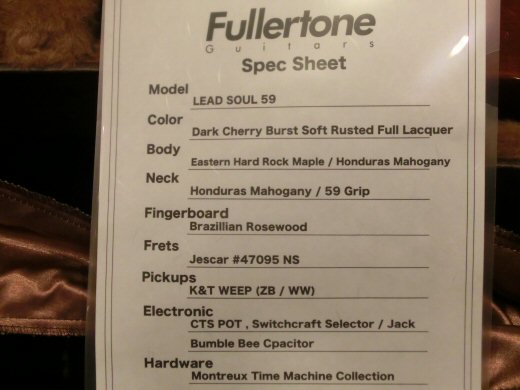 Fullertone
Guitars
Spec Sheet
Model
LEAD SOUL 59
Color
Dark Cherry Burst Soft Rusted Full Lacquer
Body
Eastern Hard Rock Maple / Honduras Mahogany
Neck
Honduras Mahogany / 59 Grip
Fingerboard
Brazillian Rosewood
Frets
Jescar #47095 NS
Pickups
K&T WEEP (ZB / WW)
Electronic
CTS POT , Switchcraft Selector / Jack
Bumble Bee Cpacitor
Hardware
Montreux Time Machine Collection